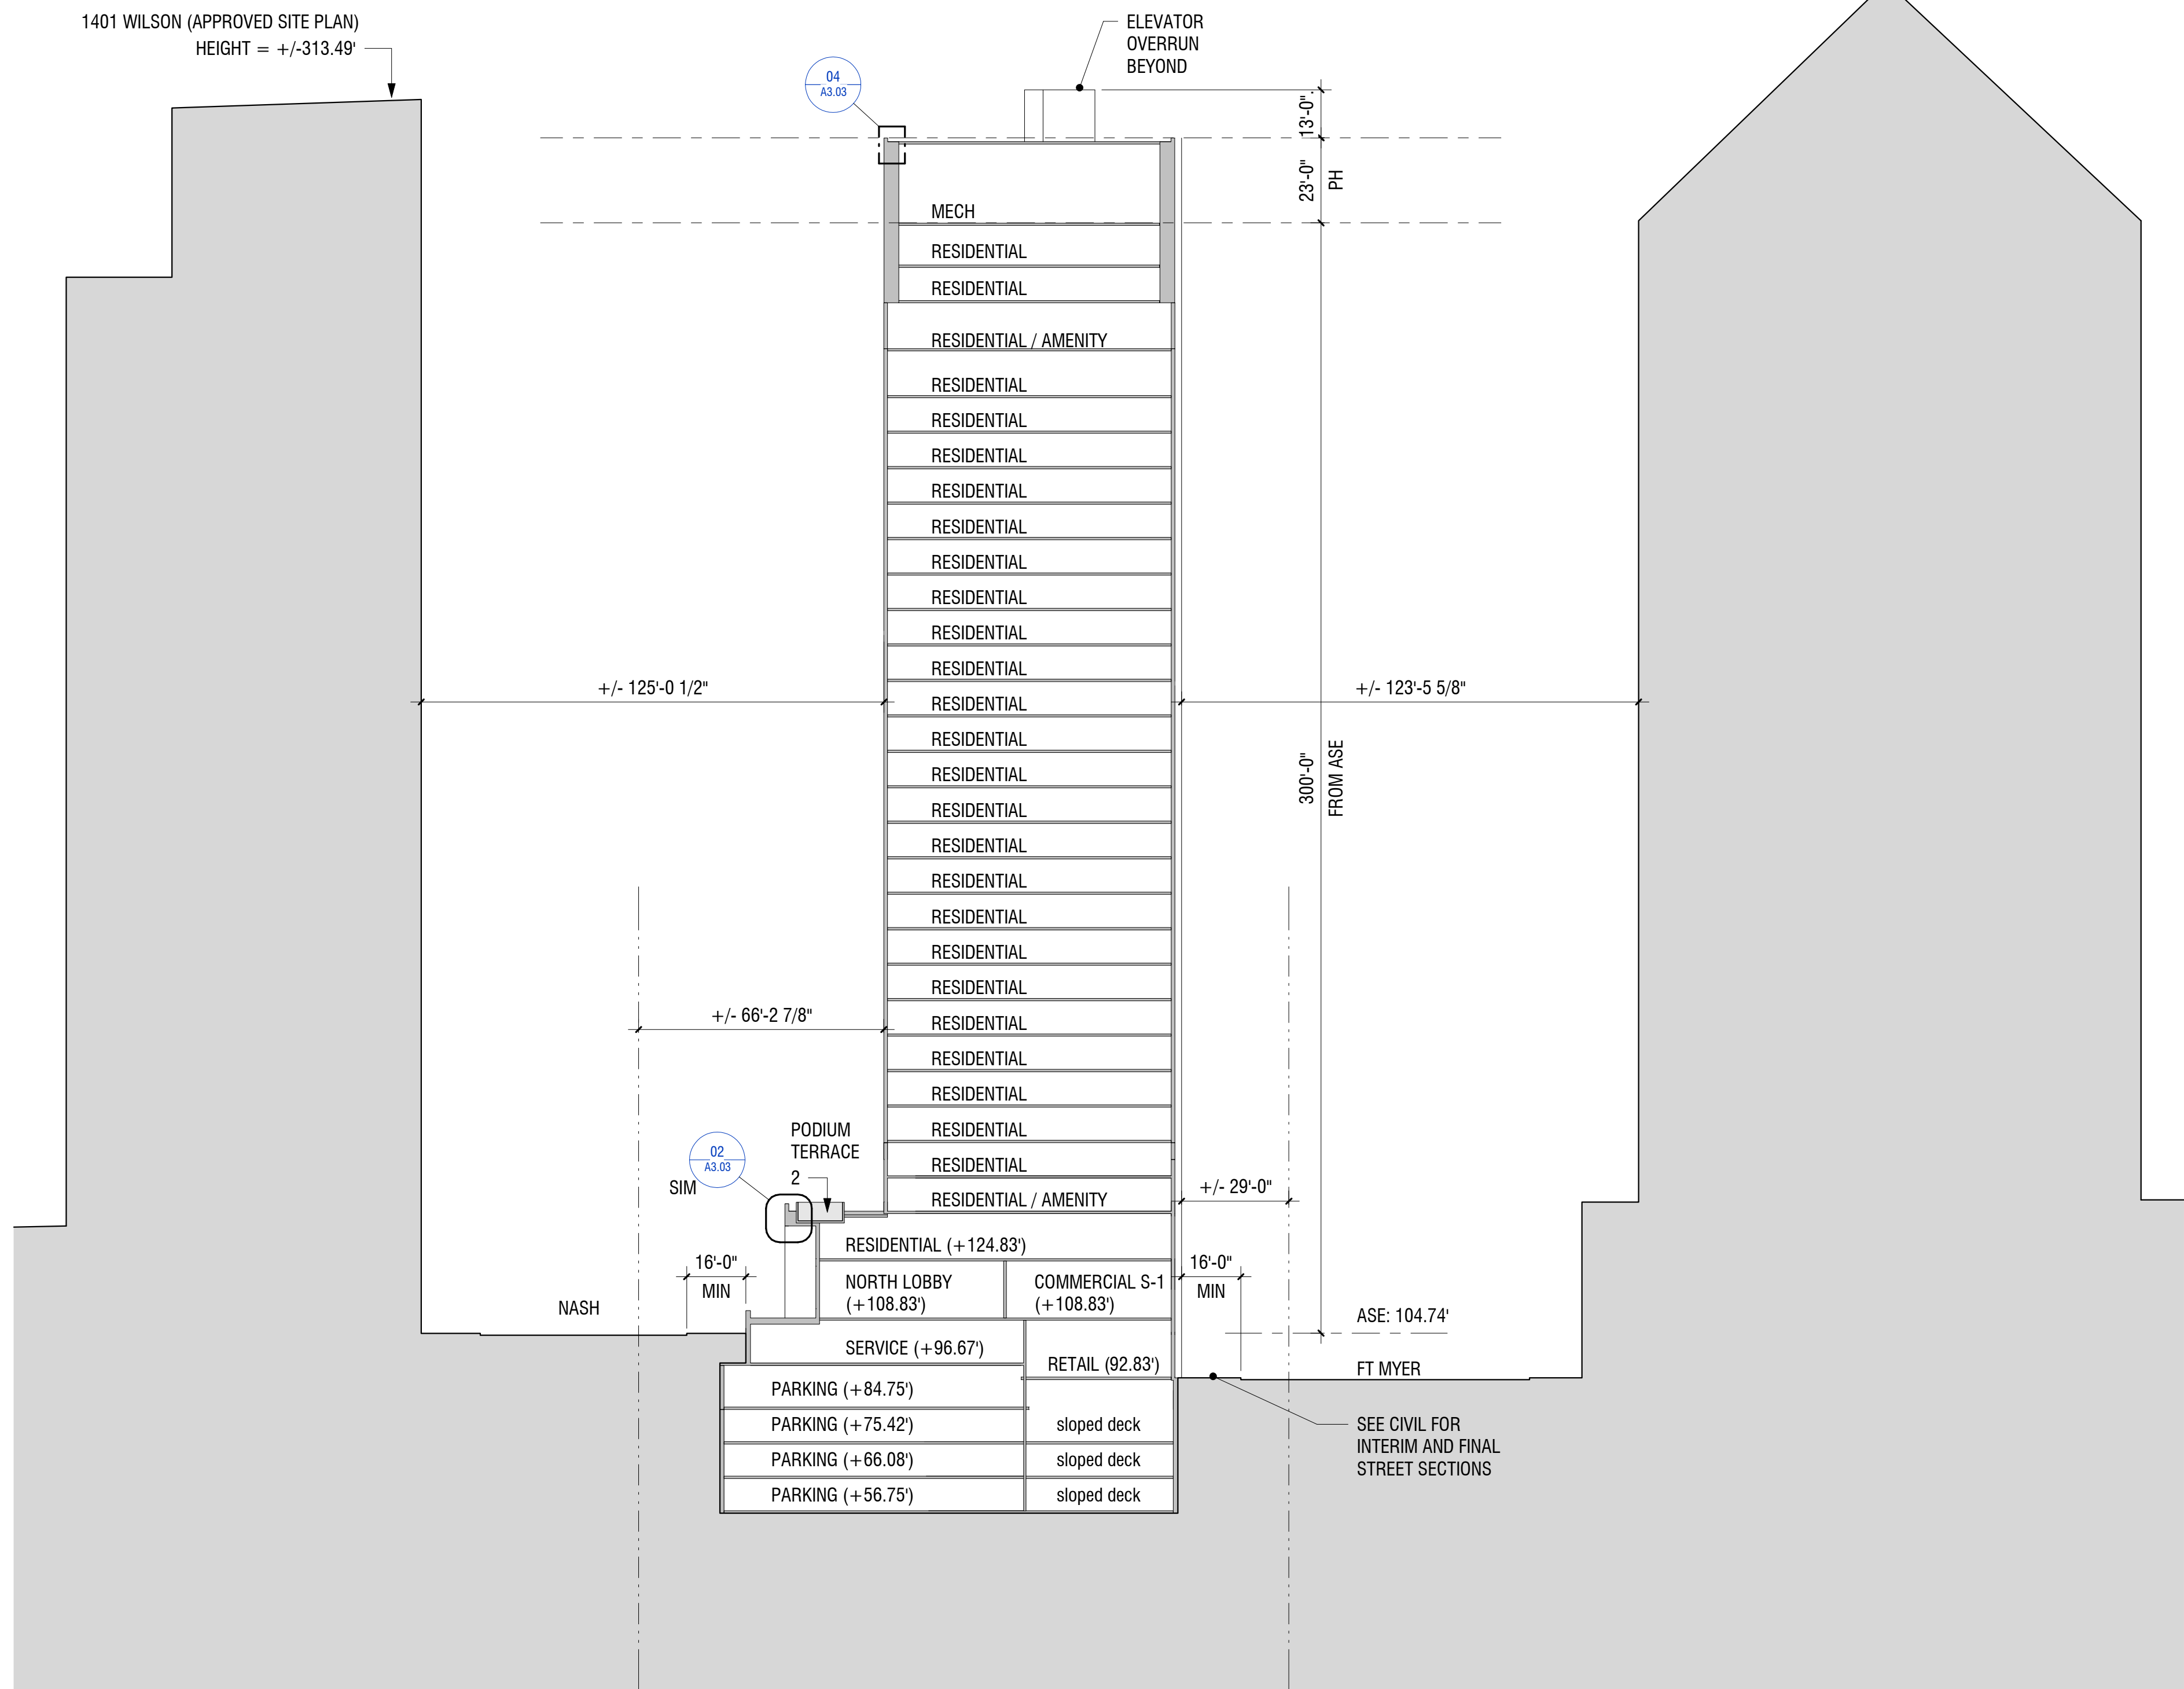 1401 WILSON (APPROVED SITE PLAN)
HEIGHT = +/-313.49'
04
A3.03
ELEVATOR
OVERRUN
BEYOND
13'-0"
23'-0"
PH
MECH
RESIDENTIAL
RESIDENTIAL
RESIDENTIAL / AMENITY
RESIDENTIAL
RESIDENTIAL
RESIDENTIAL
RESIDENTIAL
RESIDENTIAL
RESIDENTIAL
RESIDENTIAL
RESIDENTIAL
RESIDENTIAL
+/- 125'-0 1/2"
RESIDENTIAL
+/- 123'-5 5/8"
RESIDENTIAL
RESIDENTIAL
300'-0"
FROM ASE
RESIDENTIAL
RESIDENTIAL
RESIDENTIAL
RESIDENTIAL
RESIDENTIAL
RESIDENTIAL
+/- 66'-2 7/8"
RESIDENTIAL
RESIDENTIAL
RESIDENTIAL
RESIDENTIAL
RESIDENTIAL
PODIUM
TERRACE
2
02
A3.03
SIM
RESIDENTIAL / AMENITY
+/- 29'-0"
RESIDENTIAL (+124.83')
16'-0"
MIN
NORTH LOBBY
(+108.83')
COMMERCIAL S-1
(+108.83')
16'-0"
MIN
NASH
ASE: 104.74'
SERVICE (+96.67')
RETAIL (92.83')
FT MYER
PARKING (+84.75')
PARKING (+75.42')
sloped deck
PARKING (+66.08')
sloped deck
PARKING (+56.75')
sloped deck
SEE CIVIL FOR
INTERIM AND FINAL
STREET SECTIONS